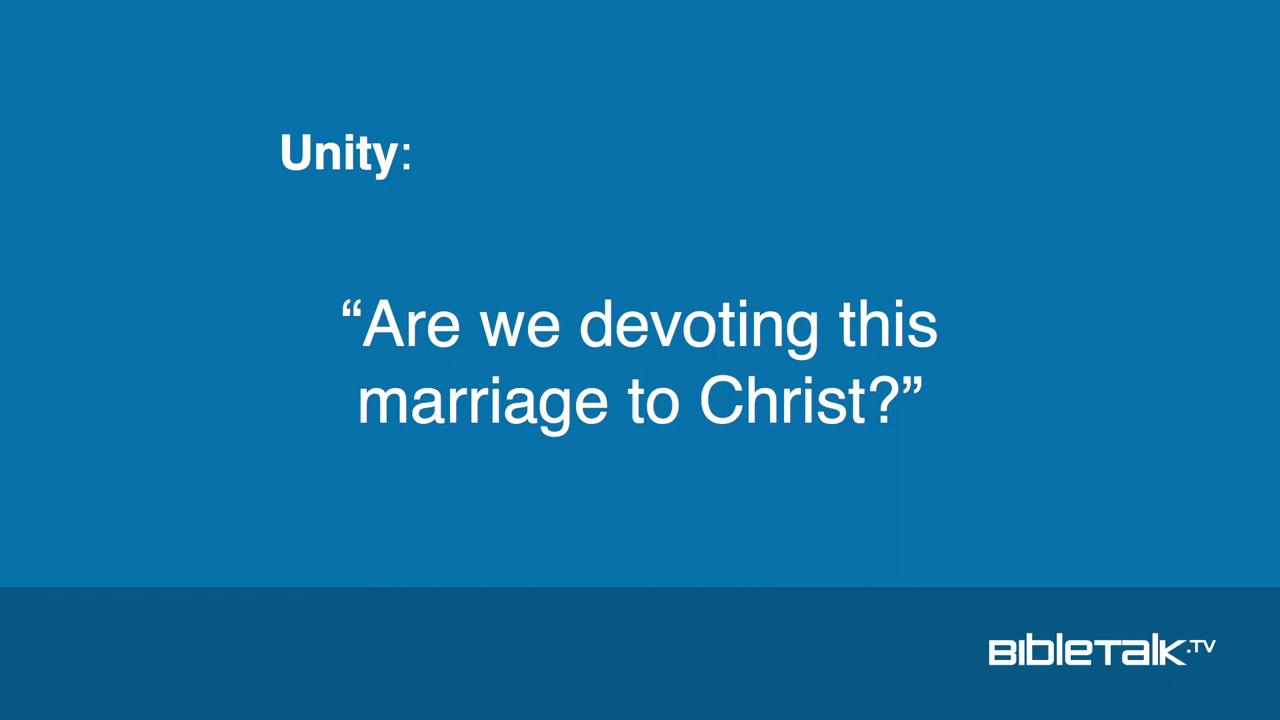 Unity:
“Are we devoting this
marriage to Christ?”
BIBLETALK.TV